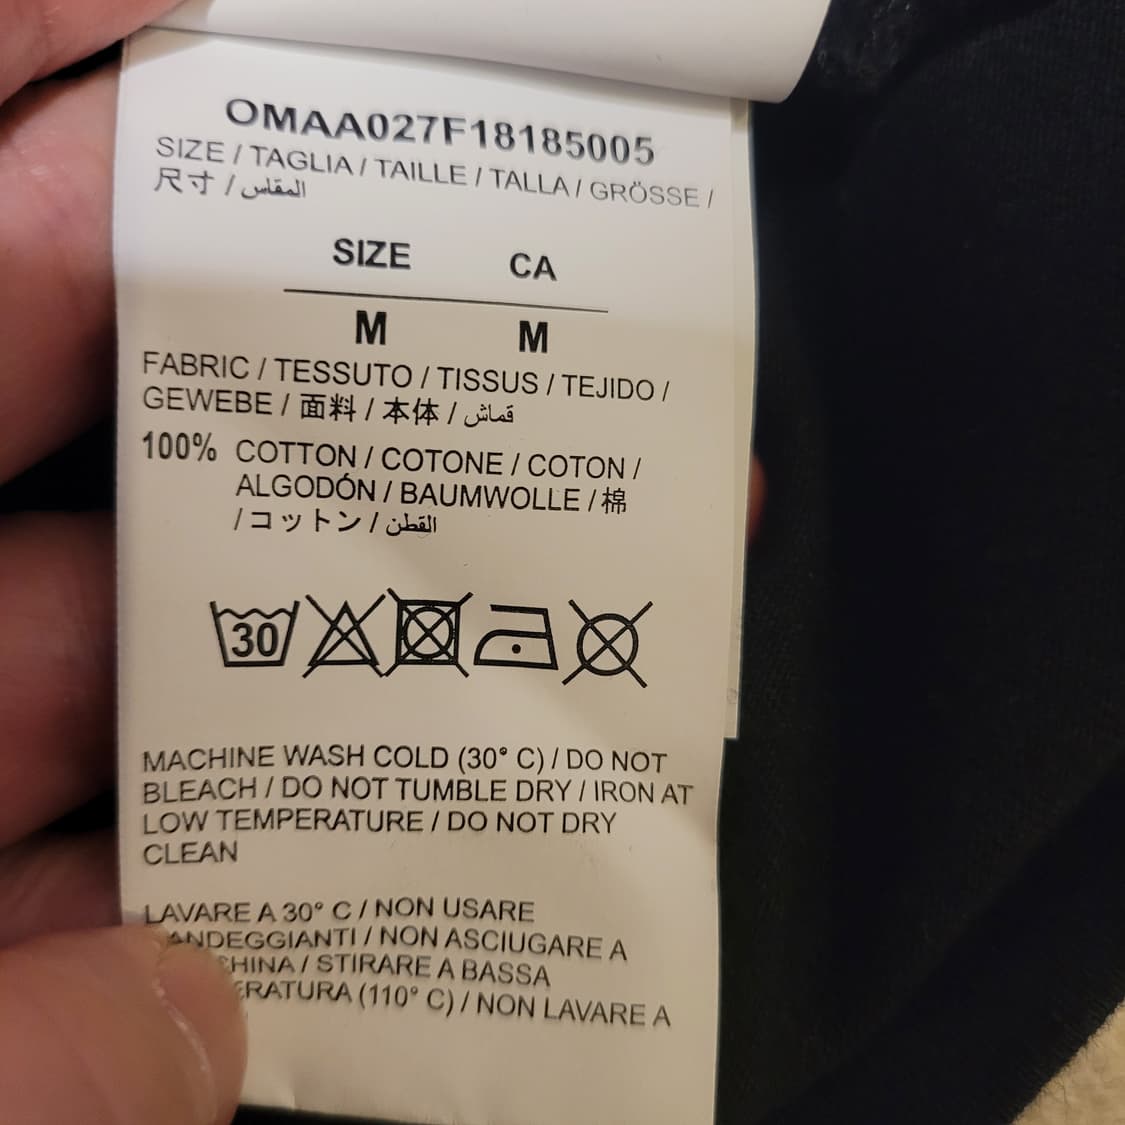 OMAA027F18185005
SIZE / TAGLIA / TAILLE / TALLA / GRÖSSE /
尺寸 / المقاس
SIZE CA
M M
FABRIC / TESSUTO / TISSUS / TEJIDO /
GEWEBE / 面料 / 本体 / قماش
100% COTTON / COTONE / COTON /
ALGODÓN / BAUMWOLLE / 棉
/ コットン / القطن
30
MACHINE WASH COLD (30° C) / DO NOT
BLEACH / DO NOT TUMBLE DRY / IRON AT
LOW TEMPERATURE / DO NOT DRY
CLEAN
LAVARE A 30° C / NON USARE
ANDEGGIANTI / NON ASCIUGARE A
CHINA / STIRARE A BASSA
ERATURA (110° C) / NON LAVARE A